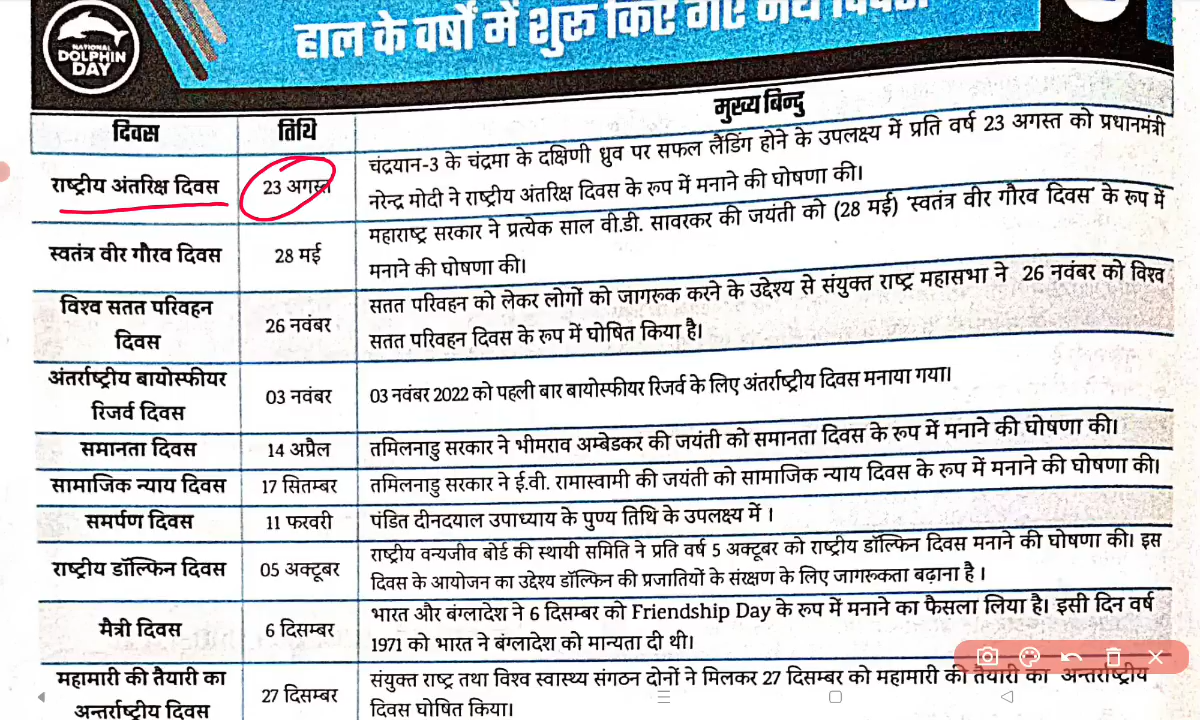 NATIONAL
DOLPHIN
DAY
हाल के वर्षों में शुरू किए गए नये दिवस
दिवस
तिथि
मुख्य बिन्दु
राष्ट्रीय अंतरिक्ष दिवस
23 अगस्त
चंद्रयान-3 के चंद्रमा के दक्षिणी ध्रुव पर सफल लैंडिंग होने के उपलक्ष्य में प्रति वर्ष 23 अगस्त को प्रधानमंत्री
नरेन्द्र मोदी ने राष्ट्रीय अंतरिक्ष दिवस के रूप में मनाने की घोषणा की।
स्वतंत्र वीर गौरव दिवस
28 मई
महाराष्ट्र सरकार ने प्रत्येक साल वी.डी. सावरकर की जयंती को (28 मई) 'स्वतंत्र वीर गौरव दिवस' के रूप में
मनाने की घोषणा की।
विश्व सतत परिवहन
दिवस
26 नवंबर
सतत परिवहन को लेकर लोगों को जागरुक करने के उद्देश्य से संयुक्त राष्ट्र महासभा ने 26 नवंबर को विश्व
सतत परिवहन दिवस के रूप में घोषित किया है।
अंतर्राष्ट्रीय बायोस्फीयर
रिजर्व दिवस
03 नवंबर
03 नवंबर 2022 को पहली बार बायोस्फीयर रिजर्व के लिए अंतर्राष्ट्रीय दिवस मनाया गया।
समानता दिवस
14 अप्रैल
तमिलनाडु सरकार ने भीमराव अम्बेडकर की जयंती को समानता दिवस के रूप में मनाने की घोषणा की।
सामाजिक न्याय दिवस
17 सितम्बर
तमिलनाडु सरकार ने ई.वी. रामास्वामी की जयंती को सामाजिक न्याय दिवस के रूप में मनाने की घोषणा की।
समर्पण दिवस
11 फरवरी
पंडित दीनदयाल उपाध्याय के पुण्य तिथि के उपलक्ष्य में ।
राष्ट्रीय डॉल्फिन दिवस
05 अक्टूबर
राष्ट्रीय वन्यजीव बोर्ड की स्थायी समिति ने प्रति वर्ष 5 अक्टूबर को राष्ट्रीय डॉल्फिन दिवस मनाने की घोषणा की। इस
दिवस के आयोजन का उद्देश्य डॉल्फिन की प्रजातियों के संरक्षण के लिए जागरुकता बढ़ाना है ।
मैत्री दिवस
6 दिसम्बर
भारत और बंग्लादेश ने 6 दिसम्बर को Friendship Day के रूप में मनाने का फैसला लिया है। इसी दिन वर्ष
1971 को भारत ने बंग्लादेश को मान्यता दी थी।
महामारी की तैयारी का
अन्तर्राष्ट्रीय दिवस
27 दिसम्बर
संयुक्त राष्ट्र तथा विश्व स्वास्थ्य संगठन दोनों ने मिलकर 27 दिसम्बर को महामारी की तैयारी का अन्तर्राष्ट्रीय
दिवस घोषित किया।